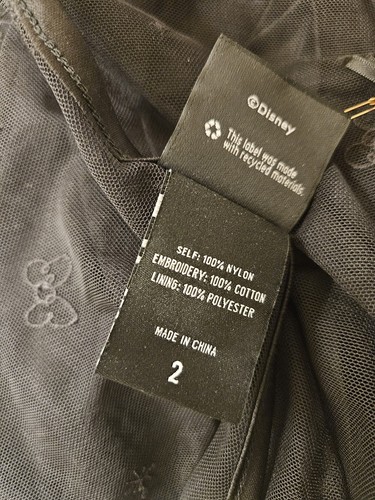 ©Disney
This label was made
with recycled materials.
SELF: 100% NYLON
EMBROIDERY: 100% COTTON
LINING: 100% POLYESTER
MADE IN CHINA
2